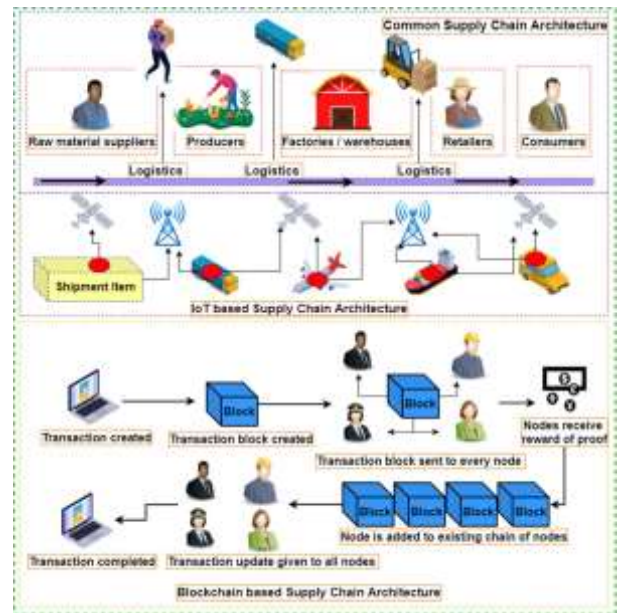 Common Supply Chain Architecture
Raw material suppliers
Producers
Factories / warehouses
Retailers
Consumers
Logistics
Logistics
Logistics
Shipment Item
IoT based Supply Chain Architecture
Transaction created
Block
Transaction block created
Block
Transaction block sent to every node
Nodes receive
reward of proof
Block
Block
Block
Block
Node is added to existing chain of nodes
Transaction update given to all nodes
Transaction completed
Blockchain based Supply Chain Architecture